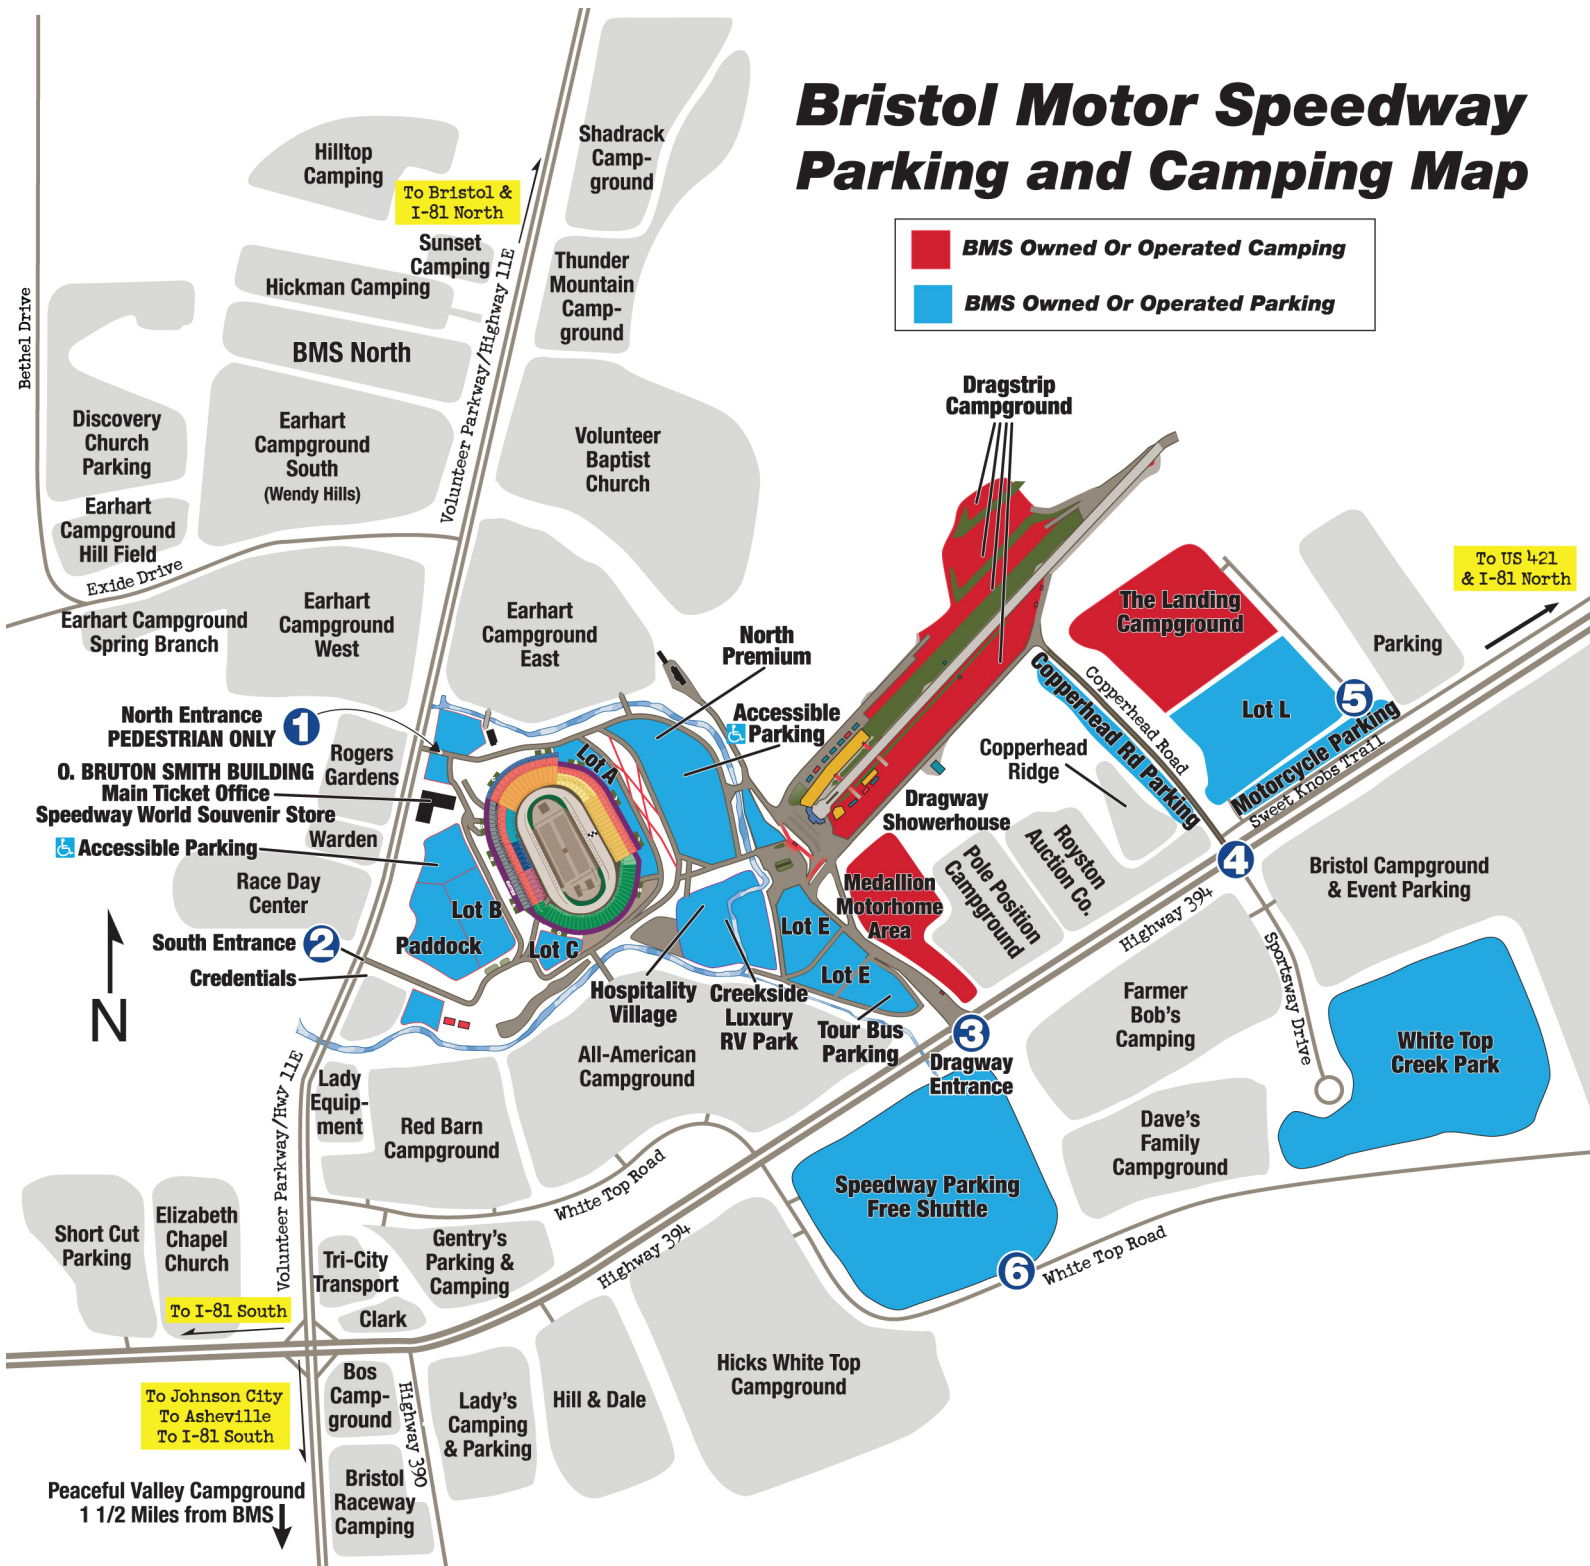 Bristol Motor Speedway
Parking and Camping Map
BMS Owned Or Operated Camping
BMS Owned Or Operated Parking
Shadrack
Camp-
ground
Hilltop
Camping
To Bristol &
I-81 North
Sunset
Camping
Hickman Camping
Thunder
Mountain
Camp-
ground
Bethel Drive
BMS North
Volunteer Parkway/Highway 11E
Dragstrip
Campground
Discovery
Church
Parking
Earhart
Campground
South
(Wendy Hills)
Volunteer
Baptist
Church
Earhart
Campground
Hill Field
Exide Drive
To US 421
& I-81 North
Earhart Campground
Spring Branch
Earhart
Campground
West
Earhart
Campground
East
North
Premium
The Landing
Campground
Parking
Copperhead Road
Copperhead Rd Parking
Lot L
5
Motorcycle Parking
Sweet Knobs Trail
North Entrance
PEDESTRIAN ONLY
1
Accessible
Parking
Rogers
Gardens
Lot A
Copperhead
Ridge
O. BRUTON SMITH BUILDING
Main Ticket Office
Speedway World Souvenir Store
Dragway
Showerhouse
Warden
Accessible Parking
Royston
Auction Co.
Pole Position
Campground
4
Bristol Campground
& Event Parking
Race Day
Center
Medallion
Motorhome
Area
Highway 394
Lot B
Paddock
Lot C
Lot E
Lot E
South Entrance
2
Credentials
Sportsway Drive
Hospitality
Village
Creekside
Luxury
RV Park
Tour Bus
Parking
3
Dragway
Entrance
Farmer
Bob's
Camping
White Top
Creek Park
N
All-American
Campground
Lady
Equip-
ment
Red Barn
Campground
Dave's
Family
Campground
Volunteer Parkway/Hwy 11E
White Top Road
Speedway Parking
Free Shuttle
6
White Top Road
Short Cut
Parking
Elizabeth
Chapel
Church
Tri-City
Transport
Gentry's
Parking &
Camping
Highway 394
To I-81 South
Clark
Bos
Camp-
ground
Highway 390
Lady's
Camping
& Parking
Hill & Dale
Hicks White Top
Campground
To Johnson City
To Asheville
To I-81 South
Bristol
Raceway
Camping
Peaceful Valley Campground
1 1/2 Miles from BMS